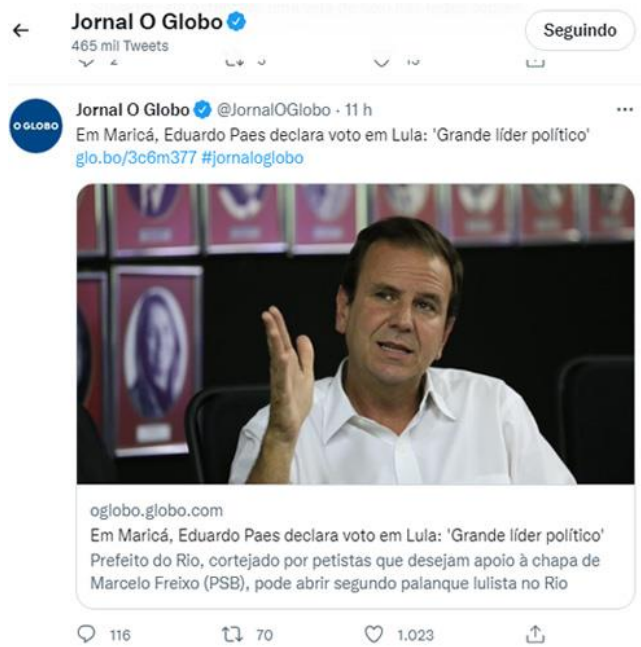 Jornal O Globo
465 mil Tweets
Seguindo
Jornal O Globo @JornalOGlobo · 11 h
O GLOBO
Em Maricá, Eduardo Paes declara voto em Lula: 'Grande líder político'
glo.bo/3c6m377 #jornaloglobo
oglobo.globo.com
Em Maricá, Eduardo Paes declara voto em Lula: 'Grande líder político'
Prefeito do Rio, cortejado por petistas que desejam apoio à chapa de
Marcelo Freixo (PSB), pode abrir segundo palanque lulista no Rio
116 70 1.023